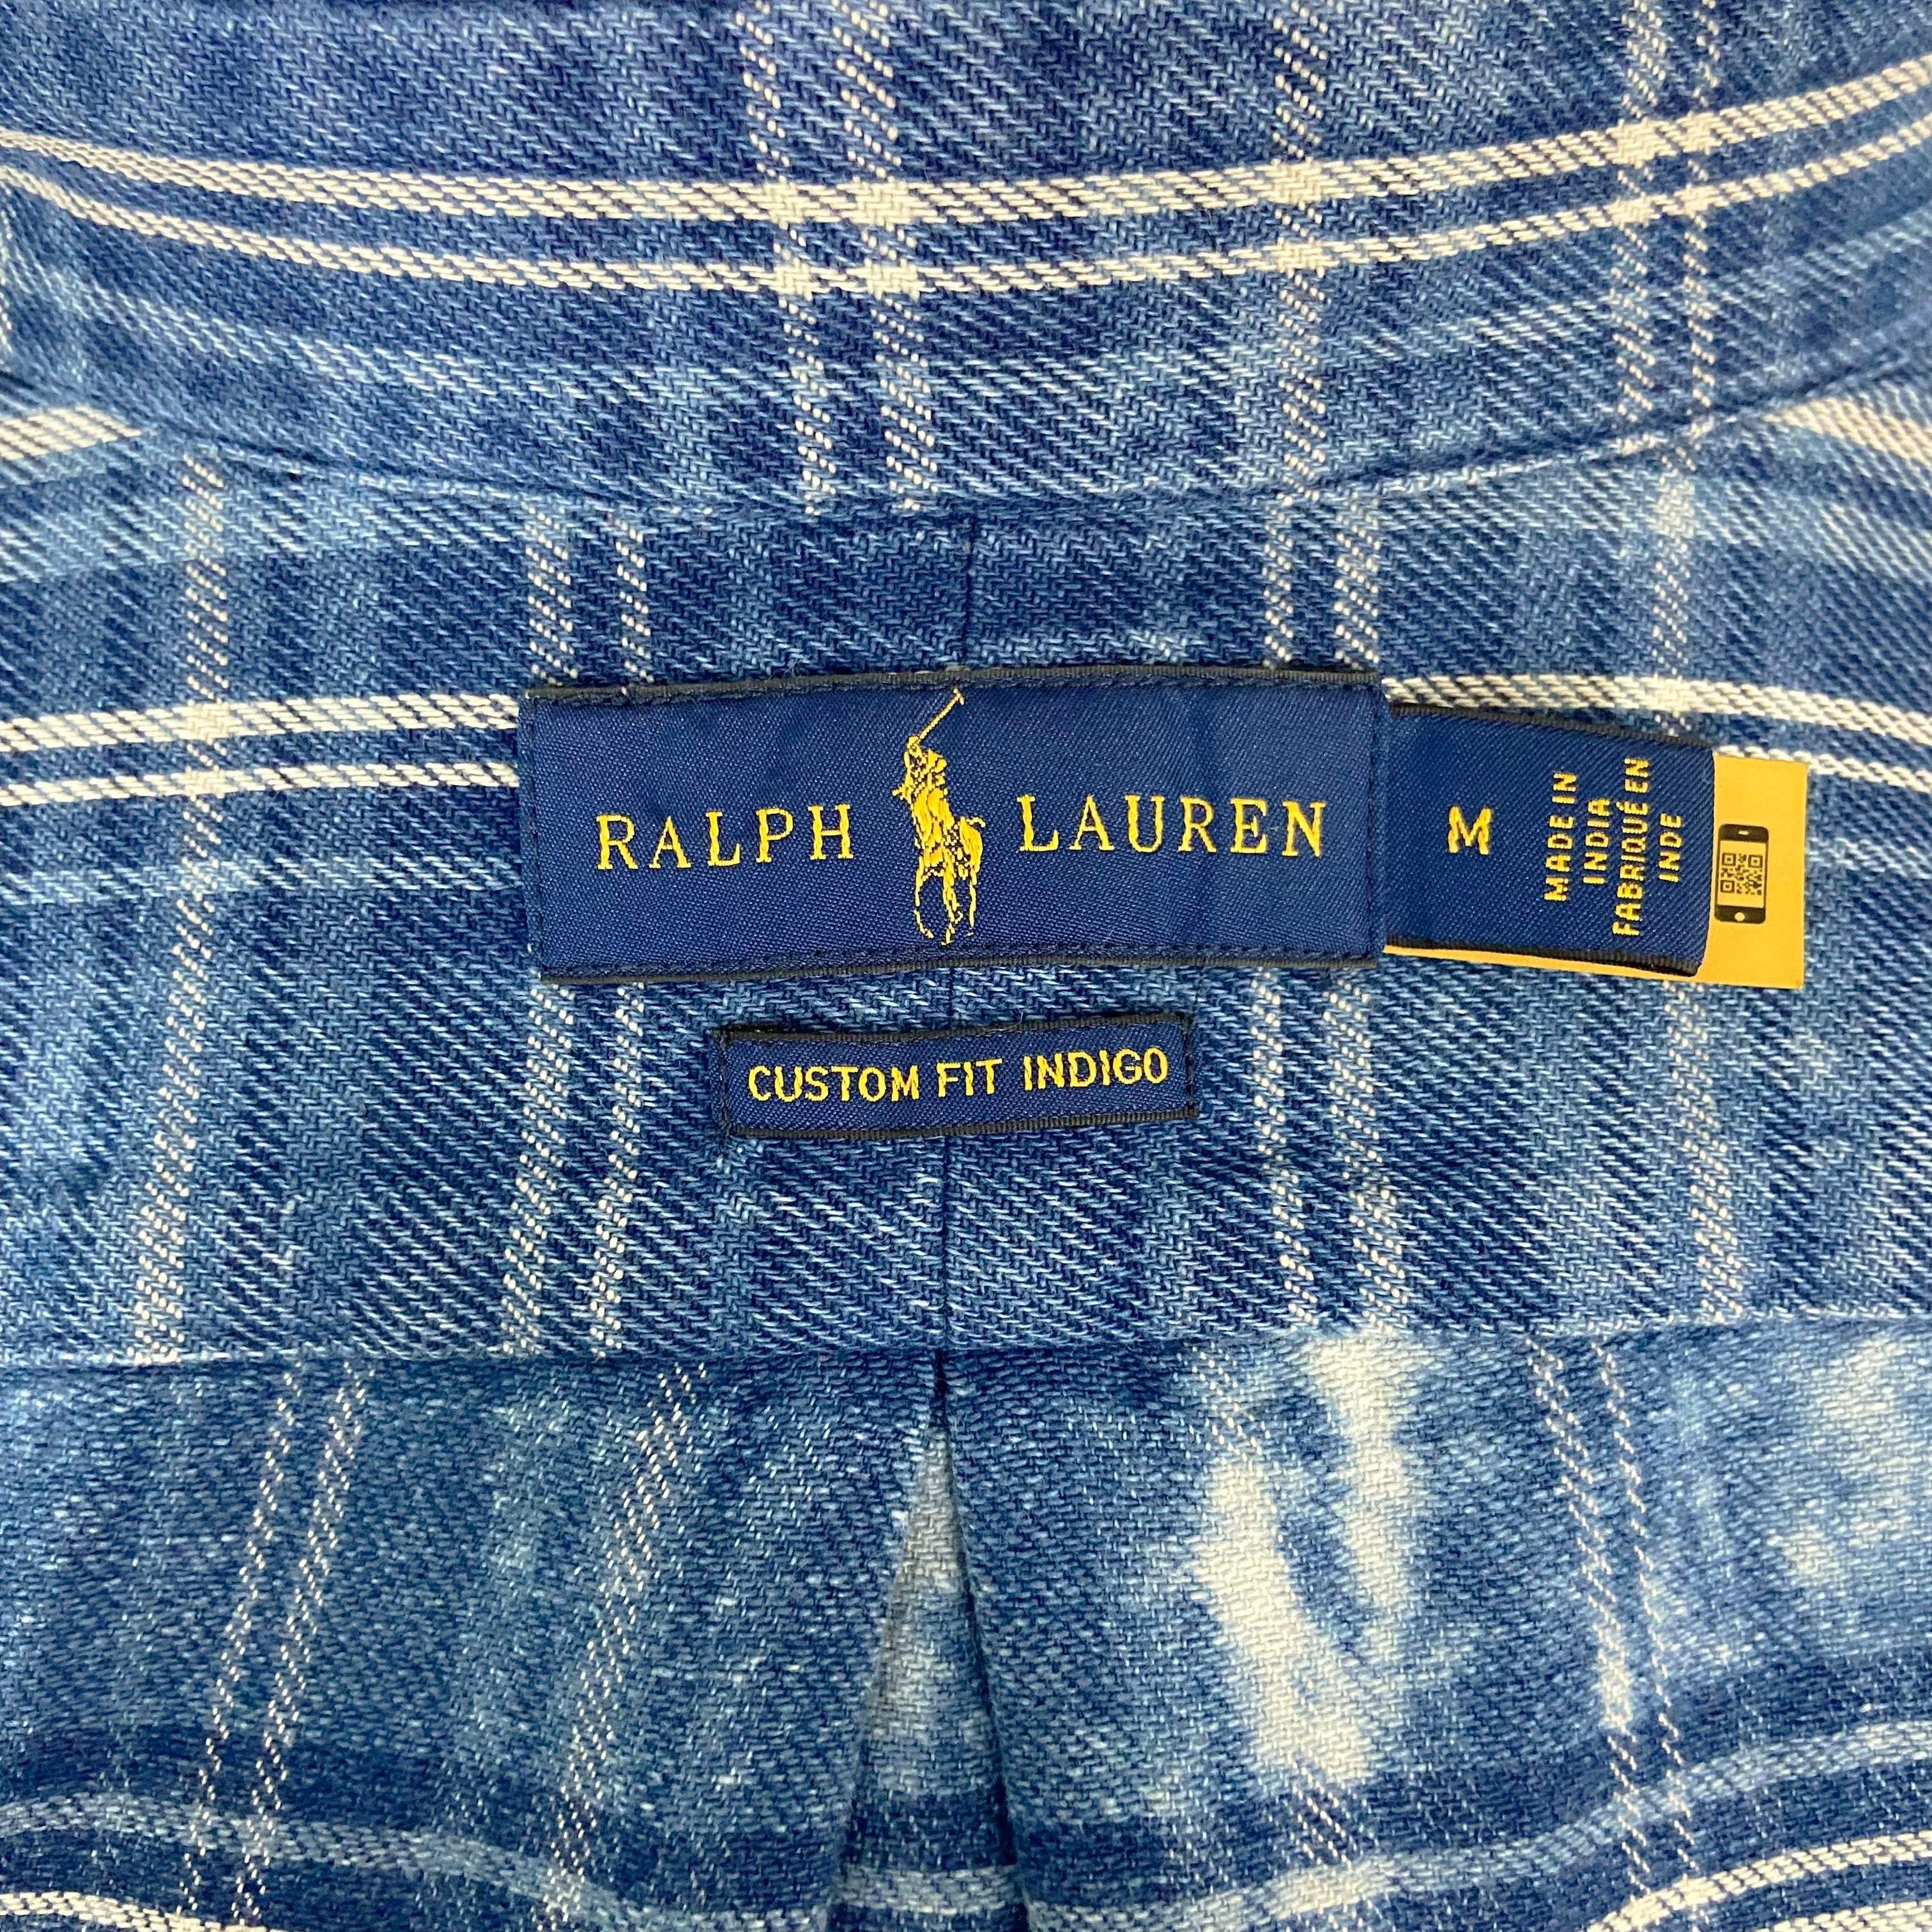 RALPH LAUREN
M
MADE IN
INDIA
FABRIQUÉ EN
INDE
CUSTOM FIT INDIGO